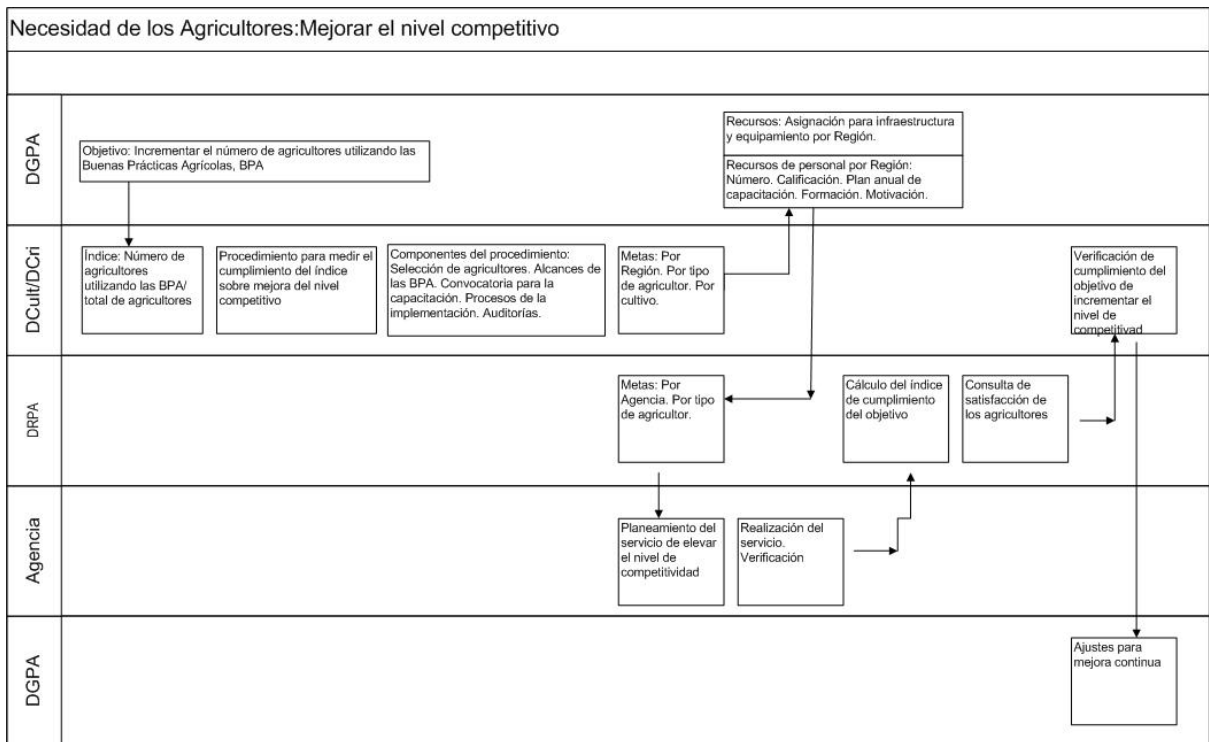 Necesidad de los Agricultores:Mejorar el nivel competitivo
DGPA
Objetivo: Incrementar el número de agricultores utilizando las
Buenas Prácticas Agrícolas, BPA
Recursos: Asignación para infraestructura
y equipamiento por Región.
Recursos de personal por Región:
Número. Calificación. Plan anual de
capacitación. Formación. Motivación.
DCult/DCri
Índice: Número de
agricultores
utilizando las BPA/
total de agricultores
Procedimiento para medir el
cumplimiento del índice
sobre mejora del nivel
competitivo
Componentes del procedimiento:
Selección de agricultores. Alcances de
las BPA. Convocatoria para la
capacitación. Procesos de la
implementación. Auditorías.
Metas: Por
Región. Por tipo
de agricultor. Por
cultivo.
Verificación de
cumplimiento del
objetivo de
incrementar el
nivel de
competitivad
DRPA
Metas: Por
Agencia. Por tipo
de agricultor.
Cálculo del índice
de cumplimiento
del objetivo
Consulta de
satisfacción de
los agricultores
Agencia
Planeamiento del
servicio de elevar
el nivel de
competitividad
Realización del
servicio.
Verificación
DGPA
Ajustes para
mejora continua